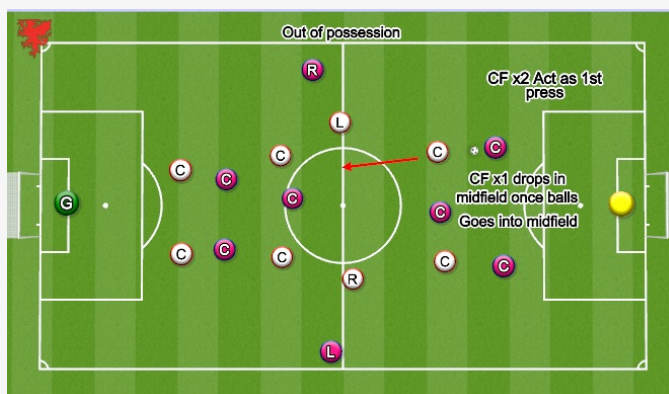 Out of possession
R
CF x2 Act as 1st
press
L
C
C
C
C
C
CF x1 drops in
midfield once balls
Goes into midfield
C
G
C
C
C
C
C
C
C
R
L